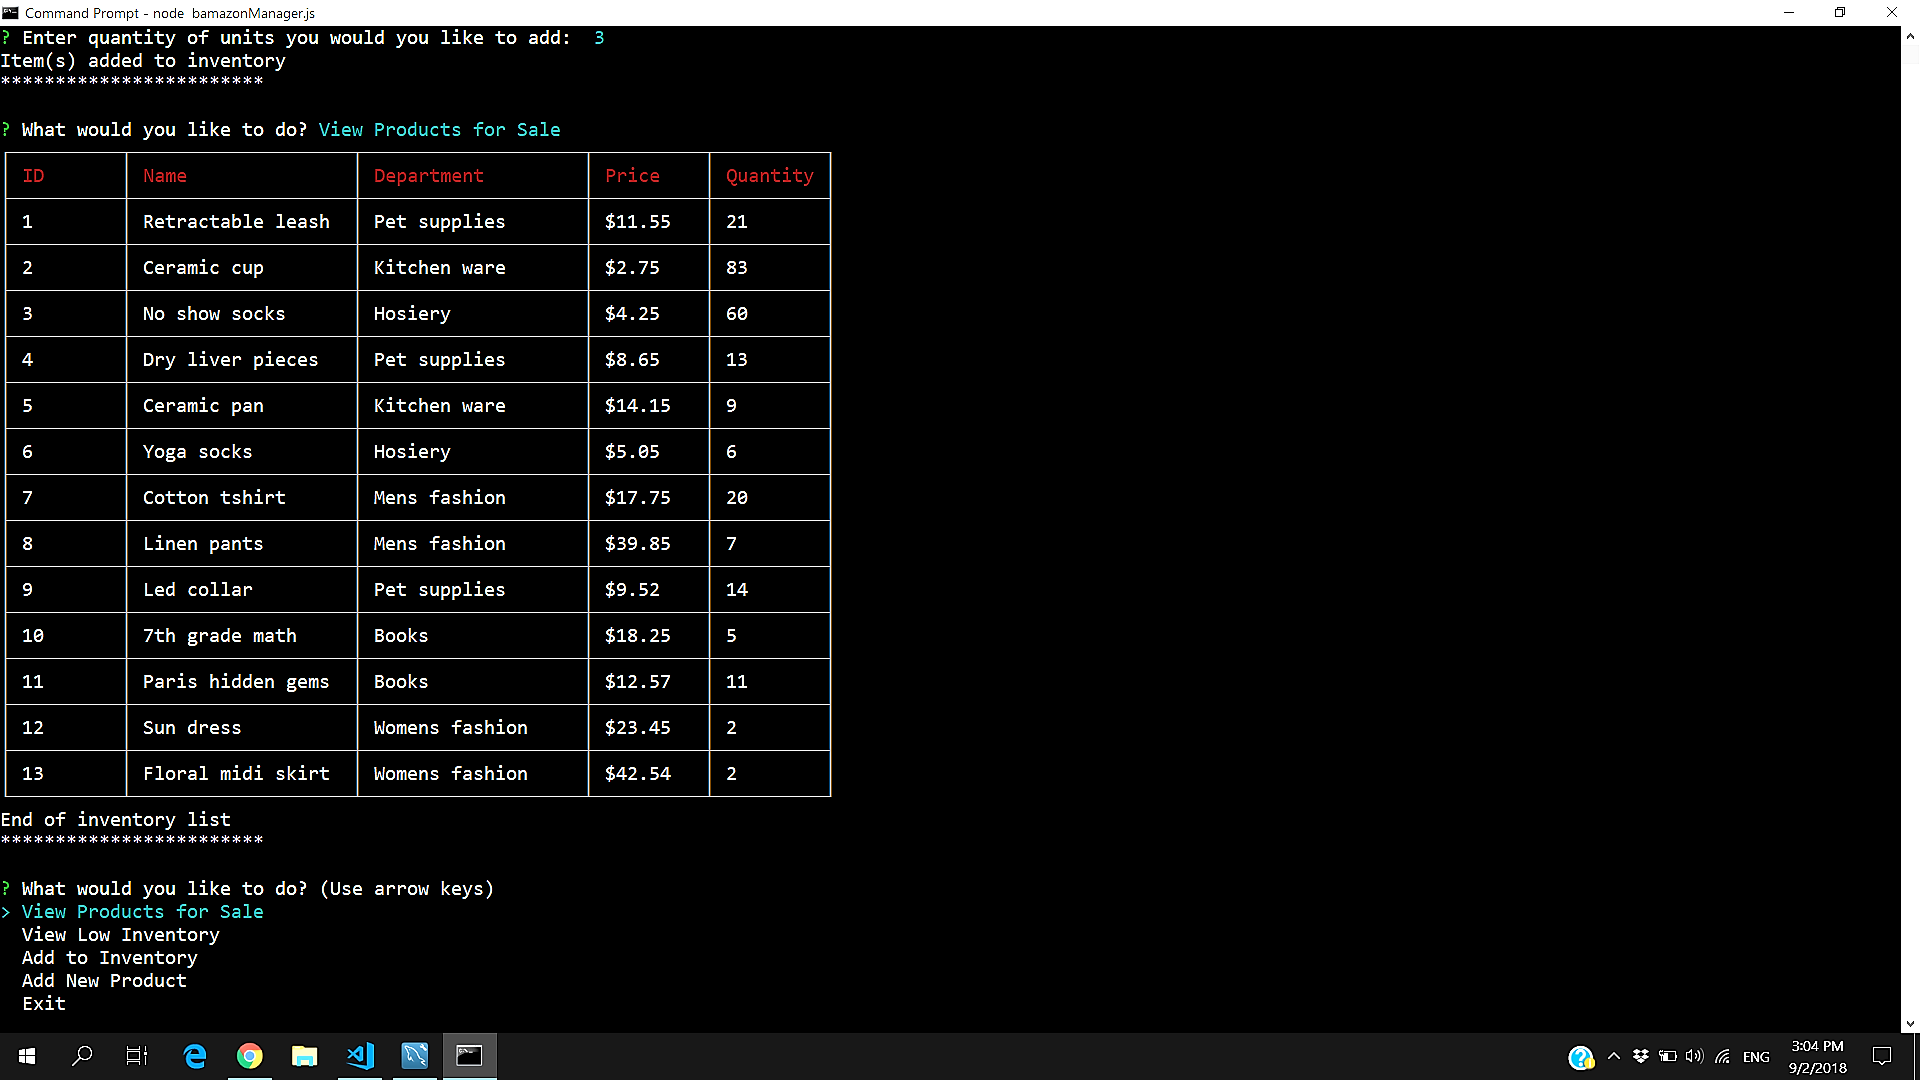 Command Prompt - node  bamazonManager.js
? Enter quantity of units you would you like to add:  3
Item(s) added to inventory
************************
? What would you like to do? View Products for Sale
ID Name Department Price Quantity
1 Retractable leash Pet supplies $11.55 21
2 Ceramic cup Kitchen ware $2.75 83
3 No show socks Hosiery $4.25 60
4 Dry liver pieces Pet supplies $8.65 13
5 Ceramic pan Kitchen ware $14.15 9
6 Yoga socks Hosiery $5.05 6
7 Cotton tshirt Mens fashion $17.75 20
8 Linen pants Mens fashion $39.85 7
9 Led collar Pet supplies $9.52 14
10 7th grade math Books $18.25 5
11 Paris hidden gems Books $12.57 11
12 Sun dress Womens fashion $23.45 2
13 Floral midi skirt Womens fashion $42.54 2
End of inventory list
************************
? What would you like to do? (Use arrow keys)
> View Products for Sale
View Low Inventory
Add to Inventory
Add New Product
Exit
ENG
3:04 PM
9/2/2018